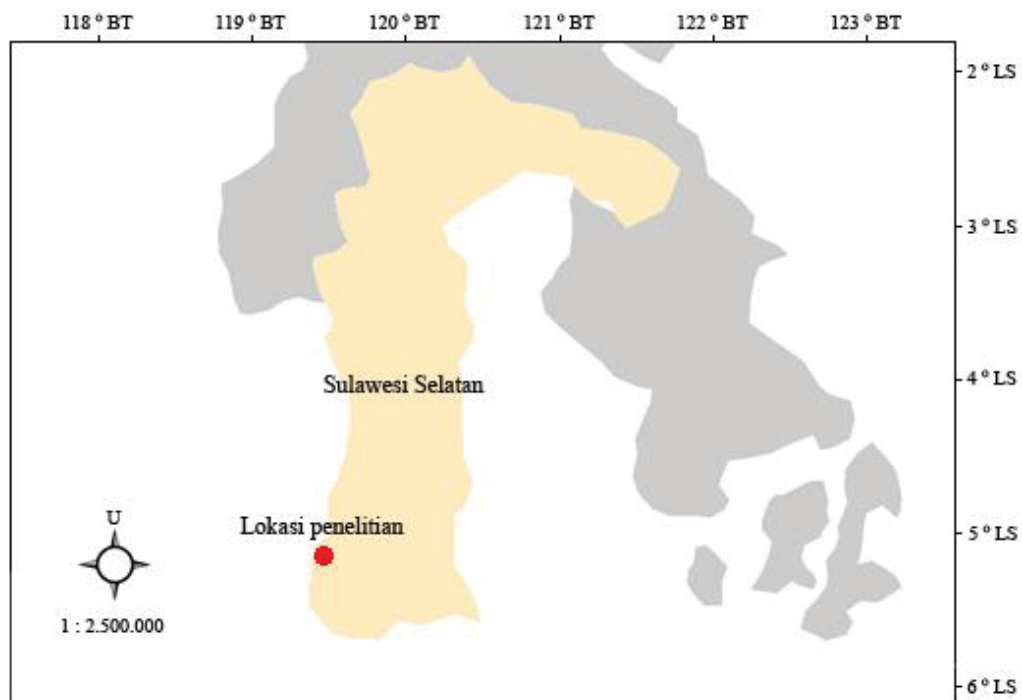 118 ° BT 119 ° BT 120 ° BT 121 ° BT 122 ° BT 123 ° BT
2 ° LS
3 ° LS
Sulawesi Selatan
4 ° LS
Lokasi penelitian
U
5 ° LS
1 : 2.500.000
6 ° LS